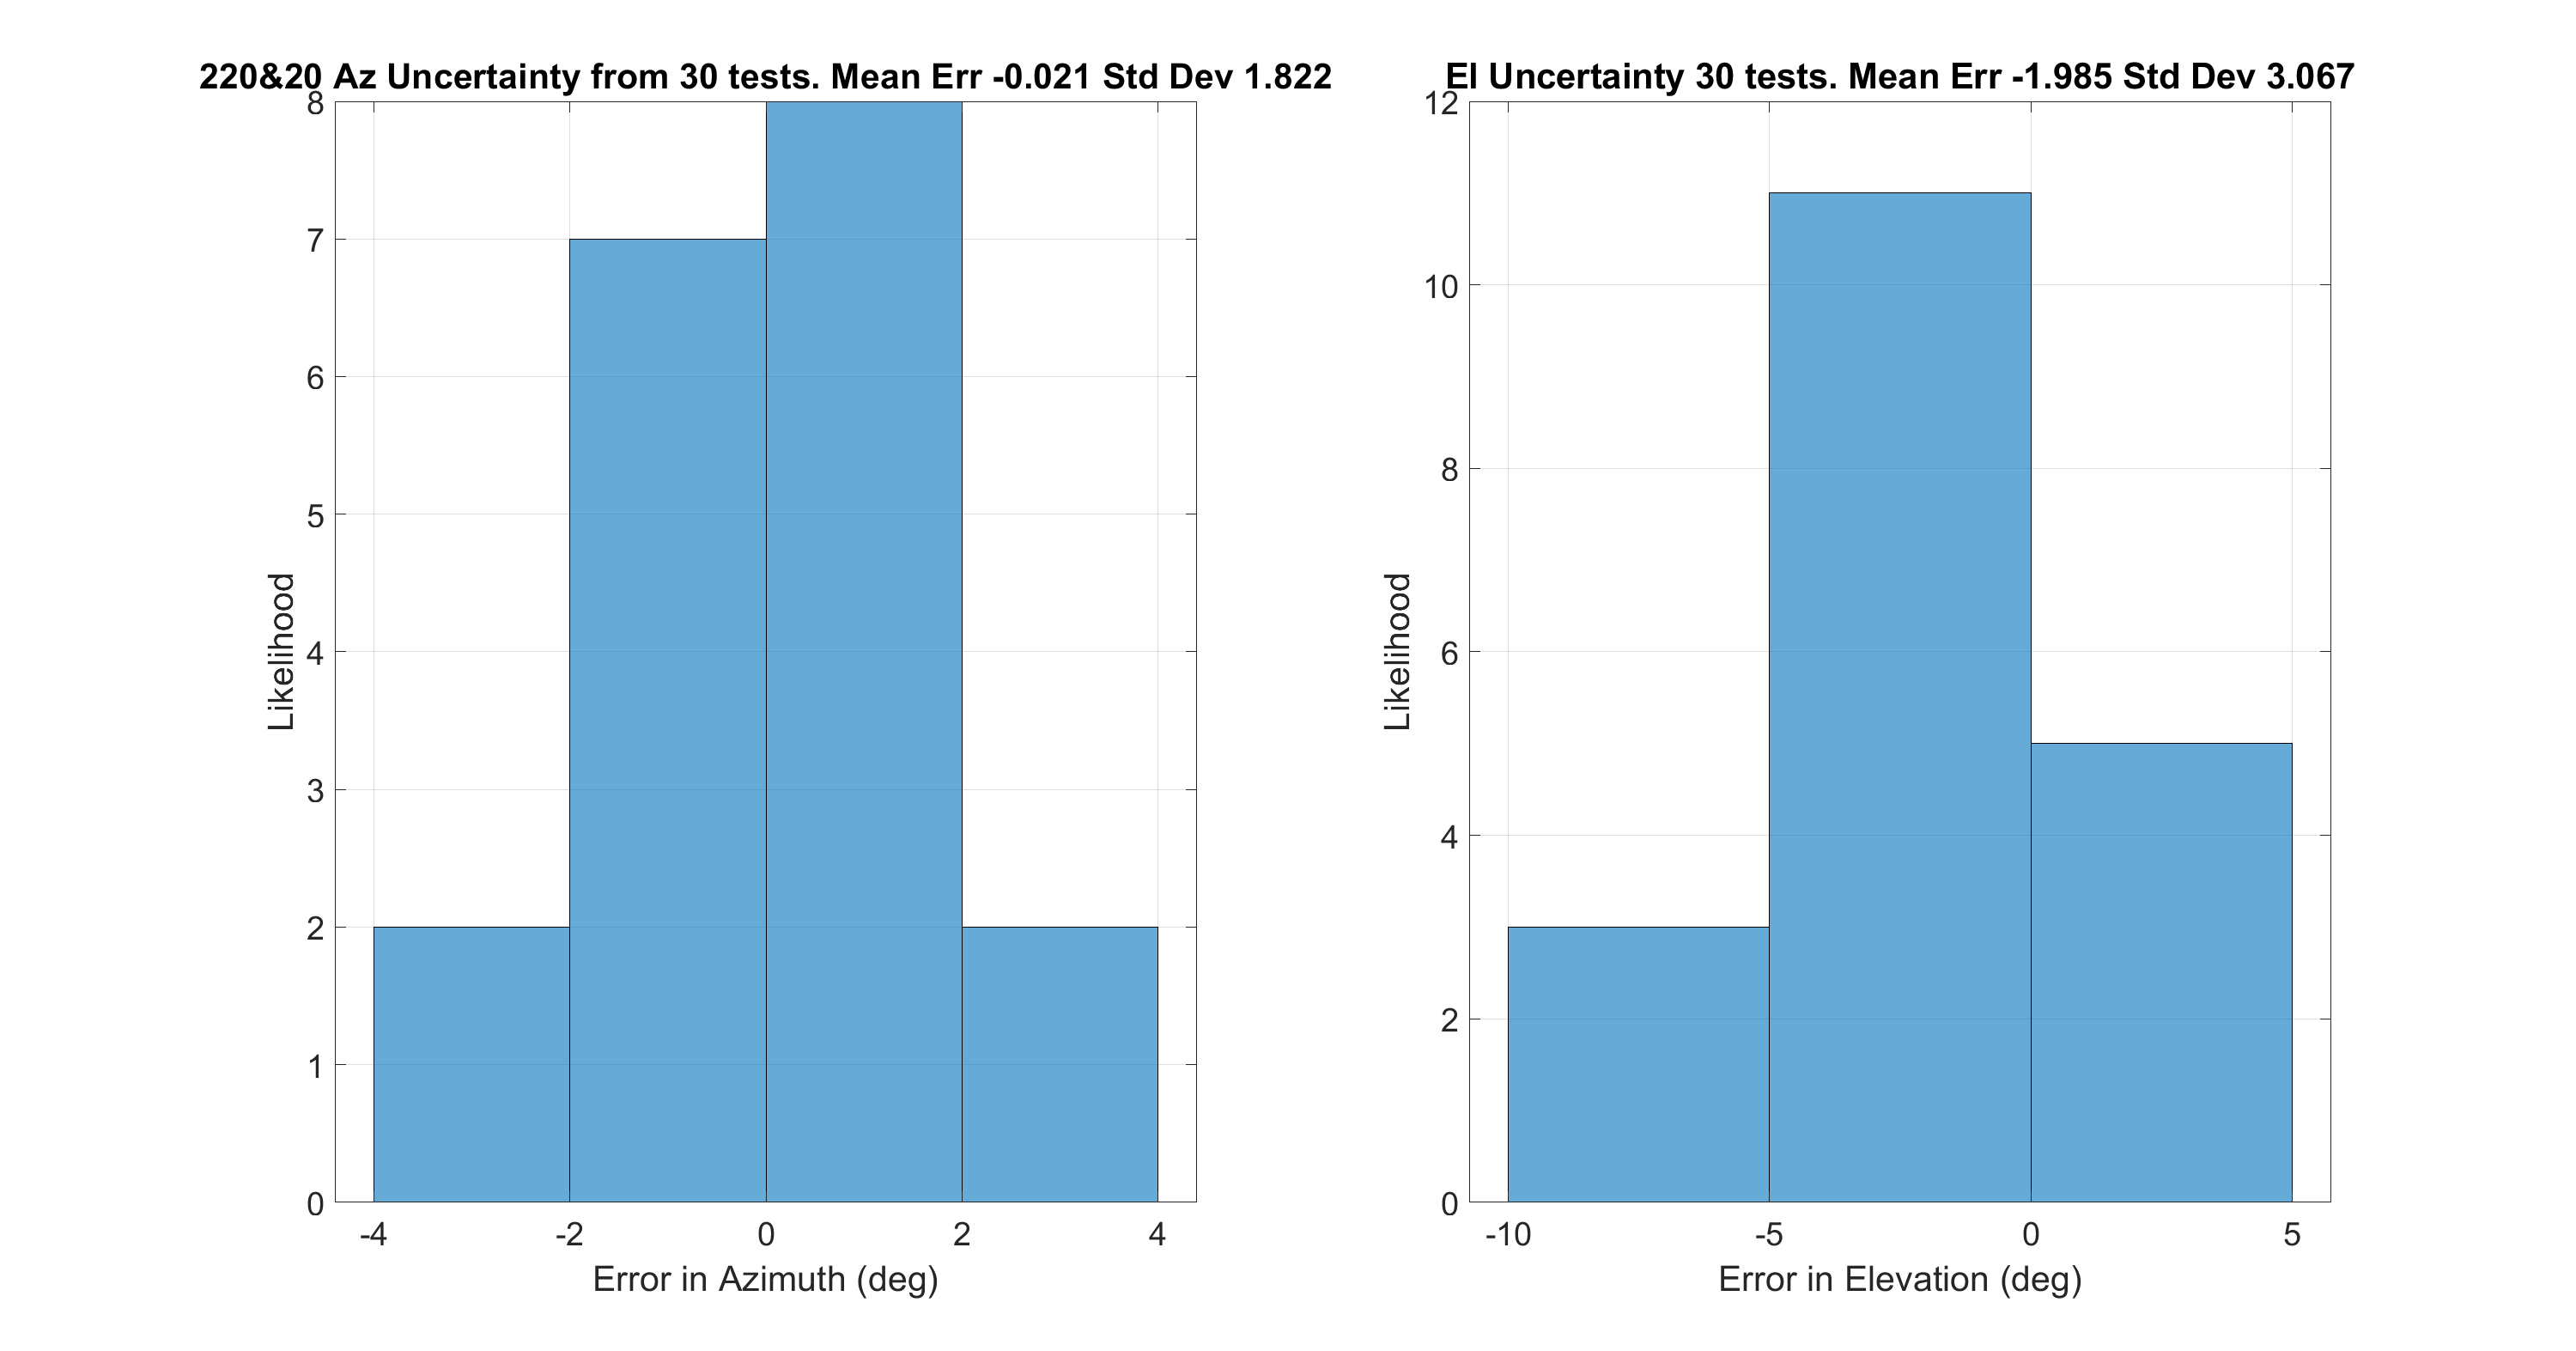 220&20 Az Uncertainty from 30 tests. Mean Err -0.021 Std Dev 1.822
8
7
6
5
4
3
2
1
0
Likelihood
-4 -2 0 2 4
Error in Azimuth (deg)
El Uncertainty 30 tests. Mean Err -1.985 Std Dev 3.067
12
10
8
6
4
2
0
Likelihood
-10 -5 0 5
Error in Elevation (deg)